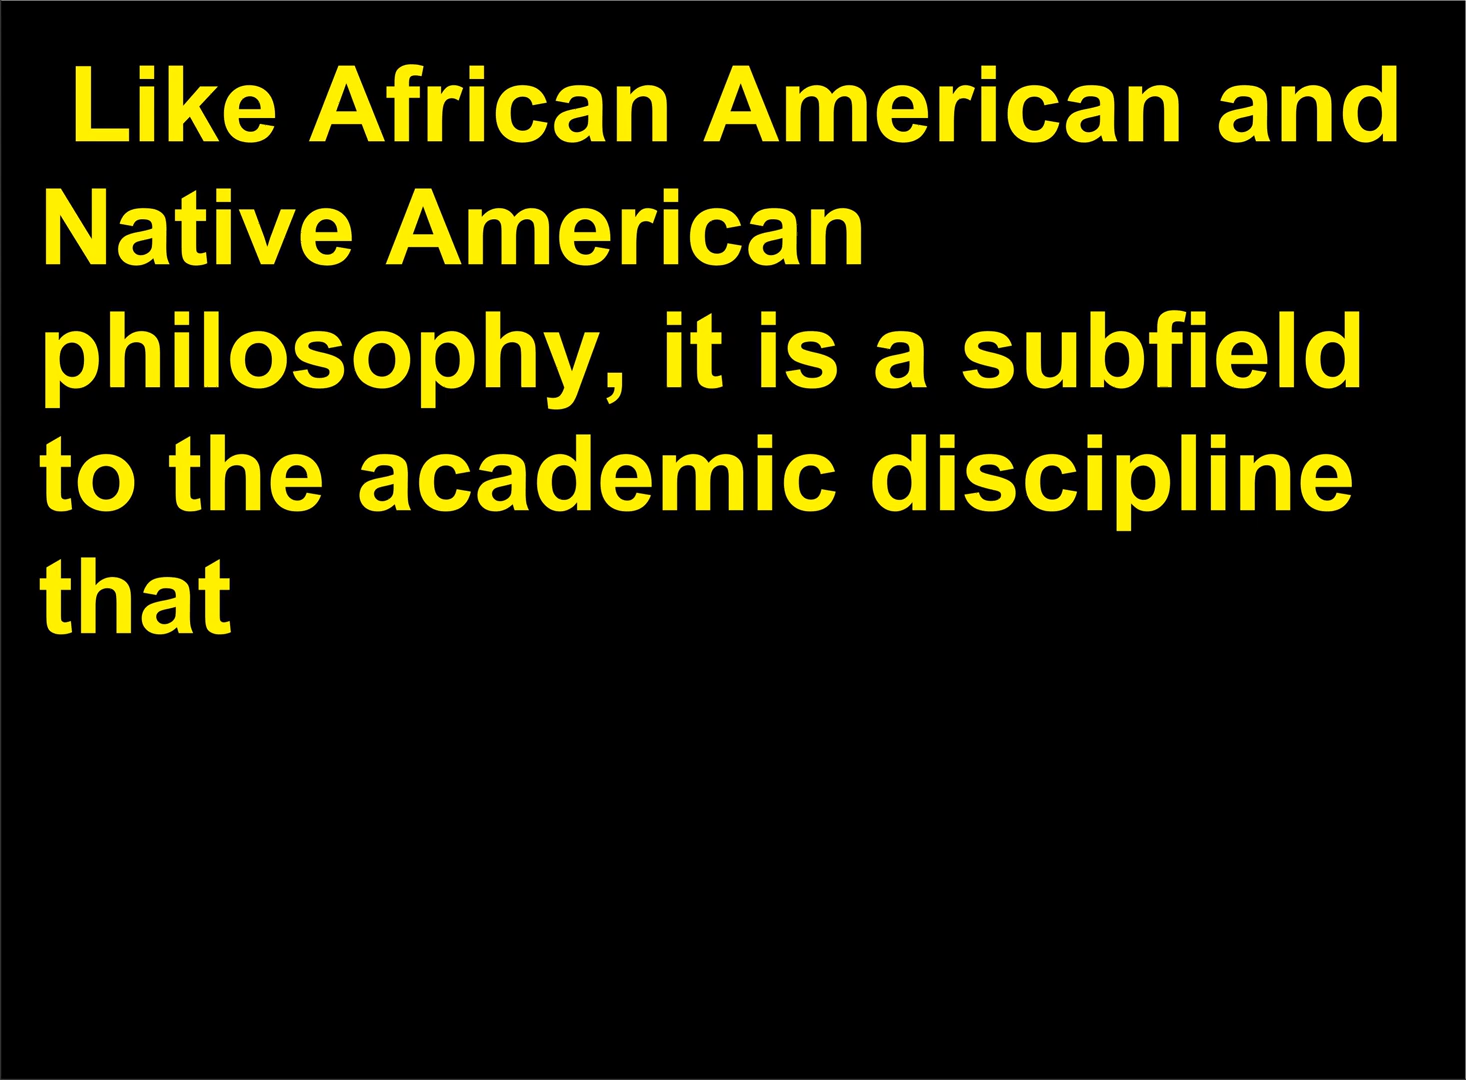 Like African American and
Native American
philosophy, it is a subfield
to the academic discipline
that